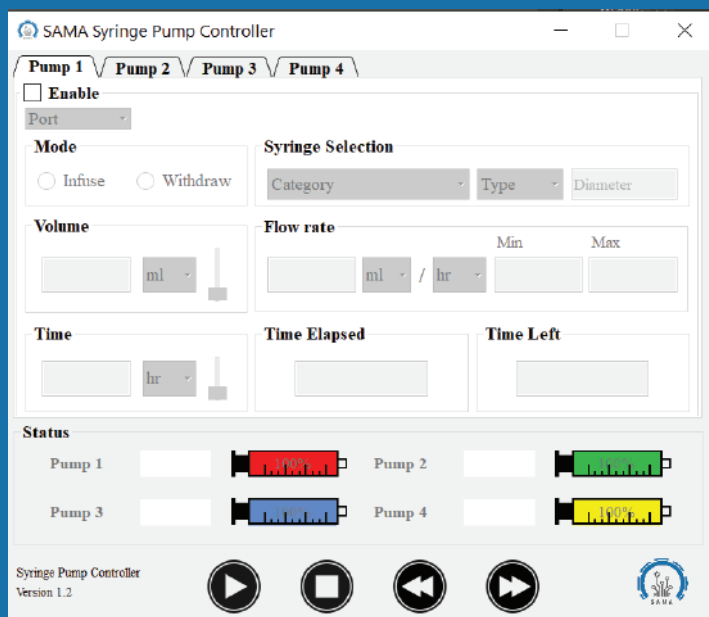 SAMA Syringe Pump Controller
Pump 1 Pump 2 Pump 3 Pump 4
Enable
Port
Mode
Infuse Withdraw
Syringe Selection
Category Type Diameter
Volume
ml
Flow rate
Min Max
ml / hr
Time
hr
Time Elapsed
Time Left
Status
Pump 1 100% Pump 2 100%
Pump 3 100% Pump 4 100%
Syringe Pump Controller
Version 1.2
SAMA